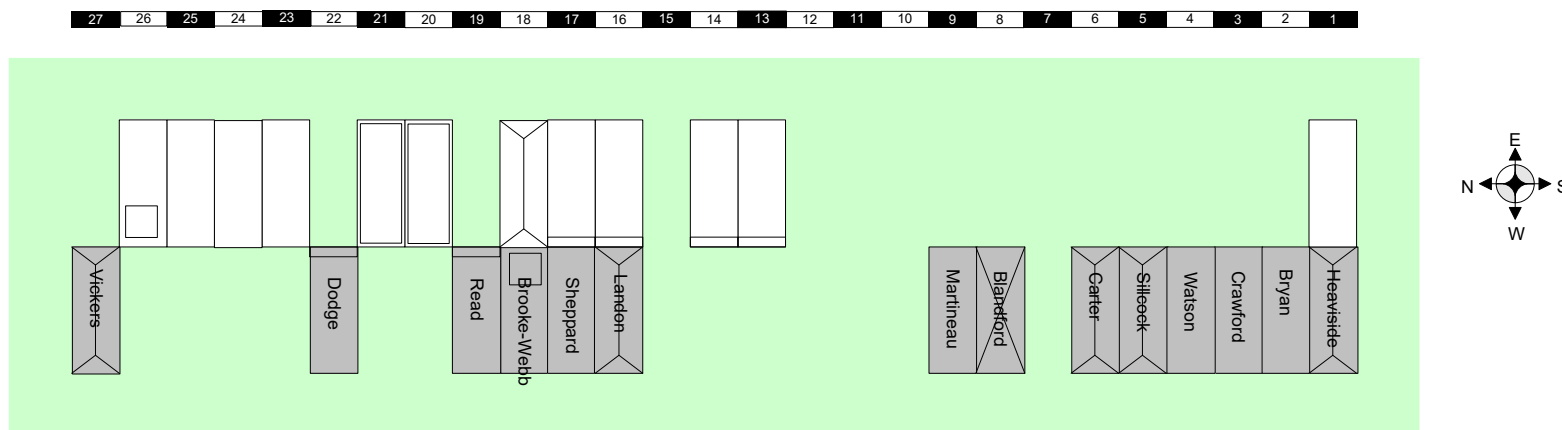 27 26 25 24 23 22 21 20 19 18 17 16 15 14 13 12 11 10 9 8 7 6 5 4 3 2 1
E
N S
W
Vickers
Dodge
Read
Brooke-Webb
Sheppard
Landon
Martineau
Blandford
Carter
Sillcock
Watson
Crawford
Bryan
Heaviside